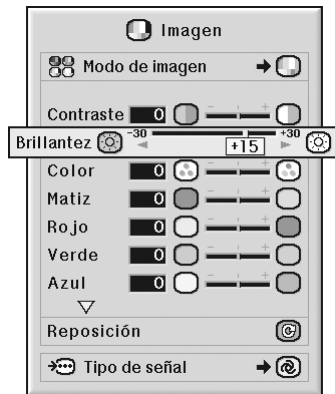 Imagen
Modo de imagen
Contraste 0
Brillantez -30 +15 +30
Color 0
Matiz 0
Rojo 0
Verde 0
Azul 0
Reposición
Tipo de señal